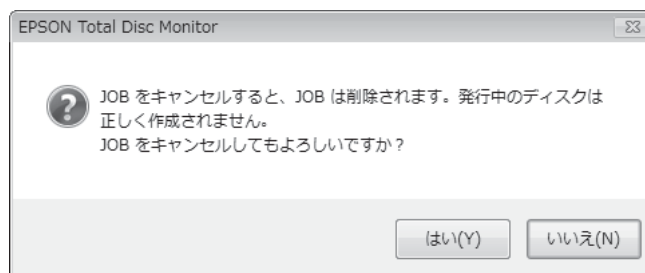 EPSON Total Disc Monitor
JOB をキャンセルすると、JOB は削除されます。発行中のディスクは
正しく作成されません。
JOB をキャンセルしてもよろしいですか？
はい(Y)
いいえ(N)